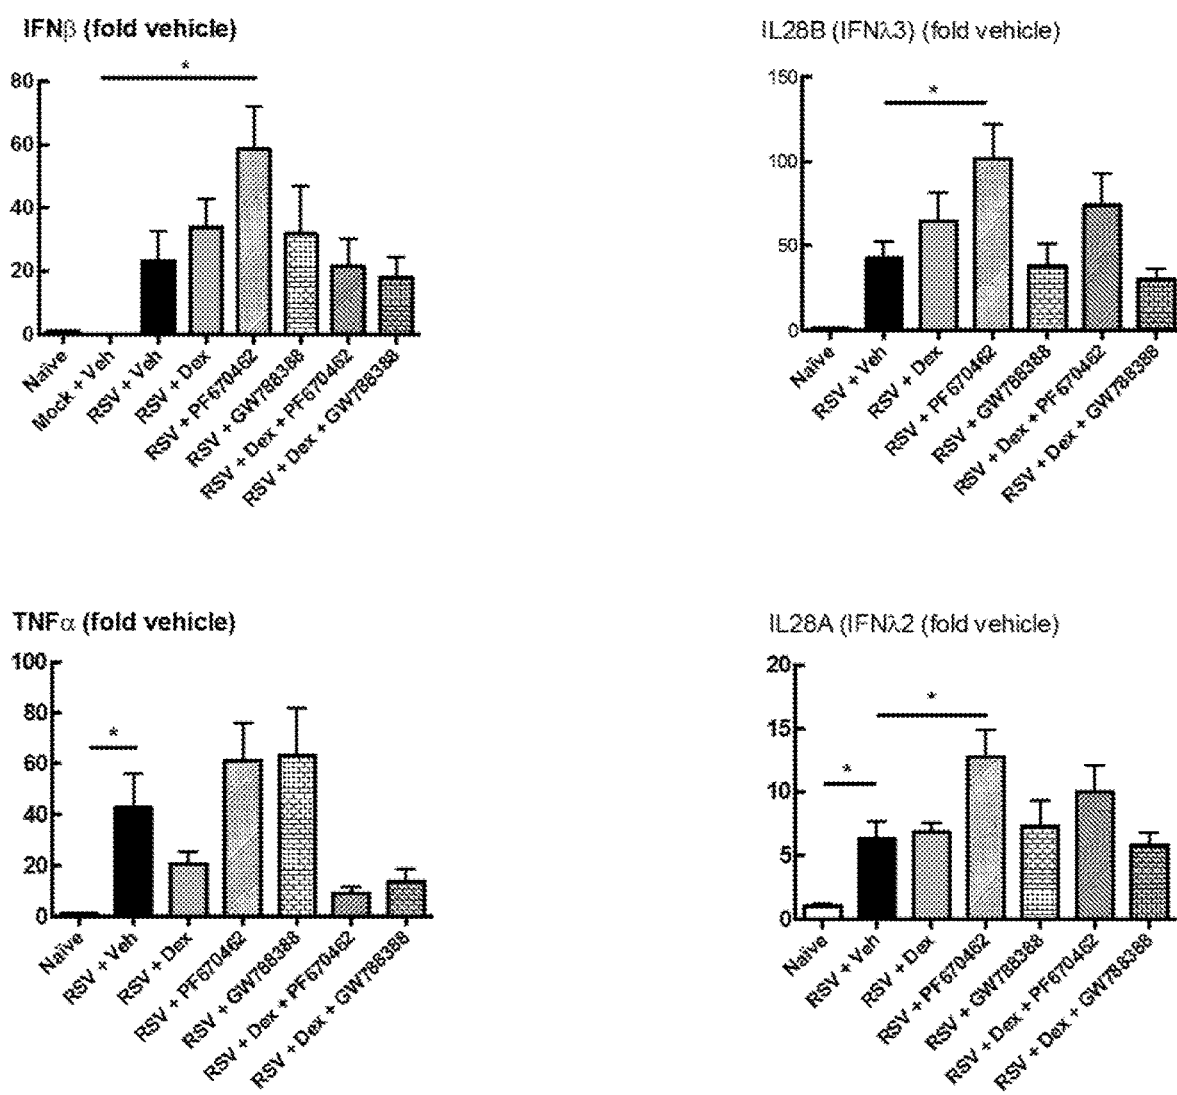 IFNβ (fold vehicle)
*
80
60
40
20
0
Naïve
Mock + Veh
RSV + Veh
RSV + Dex
RSV + PF670462
RSV + GW788388
RSV + Dex + PF670462
RSV + Dex + GW788388
IL28B (IFNλ3) (fold vehicle)
*
150
100
50
0
Naïve
RSV + Veh
RSV + Dex
RSV + PF670462
RSV + GW788388
RSV + Dex + PF670462
RSV + Dex + GW788388
TNFα (fold vehicle)
*
100
80
60
40
20
0
Naïve
RSV + Veh
RSV + Dex
RSV + PF670462
RSV + GW788388
RSV + Dex + PF670462
RSV + Dex + GW788388
IL28A (IFNλ2 (fold vehicle)
*
*
20
15
10
5
0
Naïve
RSV + Veh
RSV + Dex
RSV + PF670462
RSV + GW788388
RSV + Dex + PF670462
RSV + Dex + GW788388